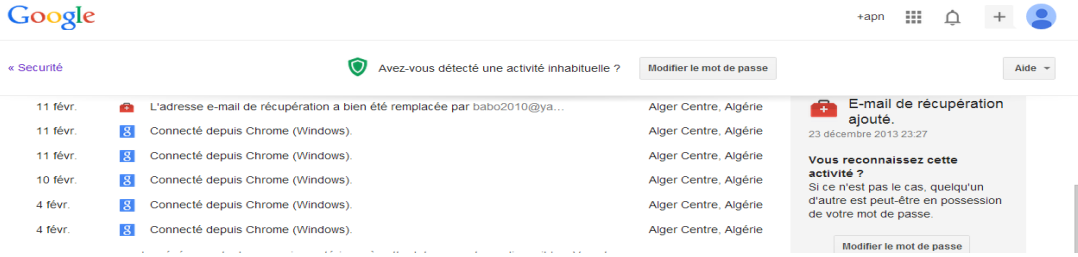 Google
+apn
« Securité
Avez-vous détecté une activité inhabituelle ?
Modifier le mot de passe
Aide
11 févr. L'adresse e-mail de récupération a bien été remplacée par babo2010@ya… Alger Centre, Algérie
11 févr. Connecté depuis Chrome (Windows). Alger Centre, Algérie
11 févr. Connecté depuis Chrome (Windows). Alger Centre, Algérie
10 févr. Connecté depuis Chrome (Windows). Alger Centre, Algérie
4 févr. Connecté depuis Chrome (Windows). Alger Centre, Algérie
4 févr. Connecté depuis Chrome (Windows). Alger Centre, Algérie
E-mail de récupération
ajouté.
23 décembre 2013 23:27
Vous reconnaissez cette
activité ?
Si ce n'est pas le cas, quelqu'un
d'autre est peut-être en possession
de votre mot de passe.
Modifier le mot de passe